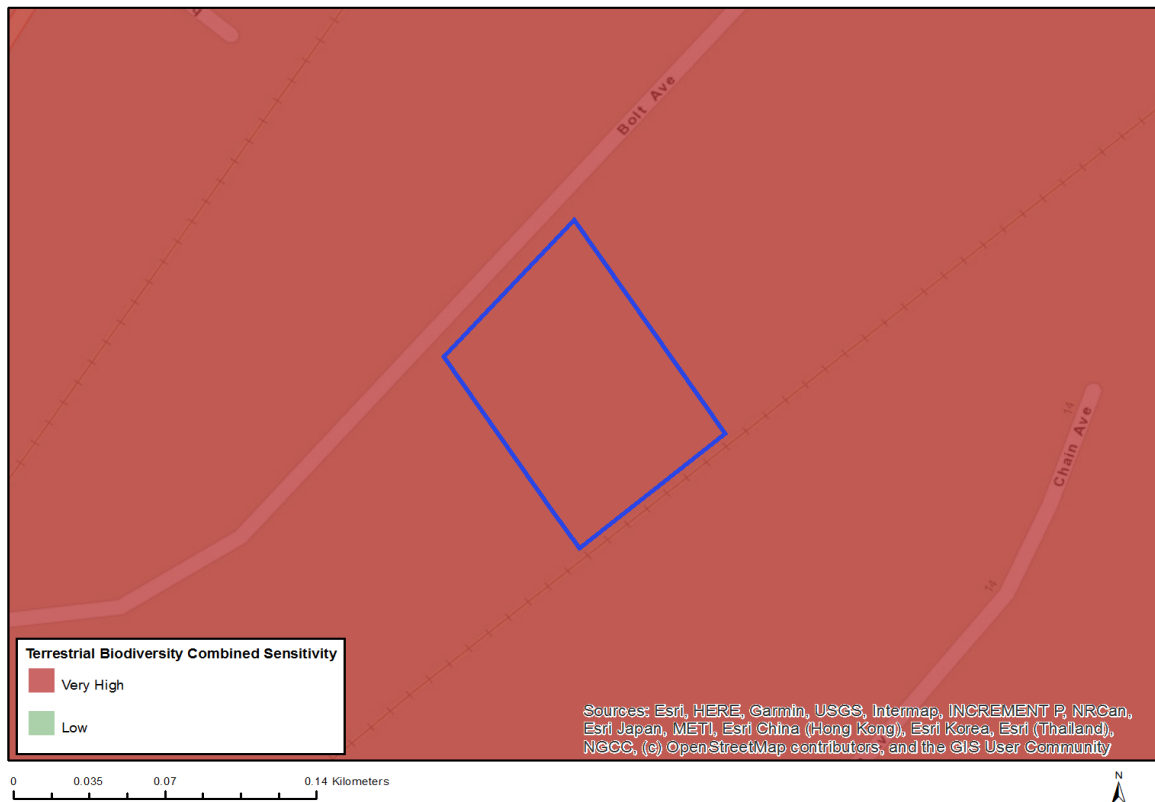 Bolt Ave
14
Chain Ave
14
Terrestrial Biodiversity Combined Sensitivity
Very High
Low
Sources: Esri, HERE, Garmin, USGS, Intermap, INCREMENT P, NRCan,
Esri Japan, METI, Esri China (Hong Kong), Esri Korea, Esri (Thailand),
NGCC, (c) OpenStreetMap contributors, and the GIS User Community
0 0.035 0.07 0.14 Kilometers
N